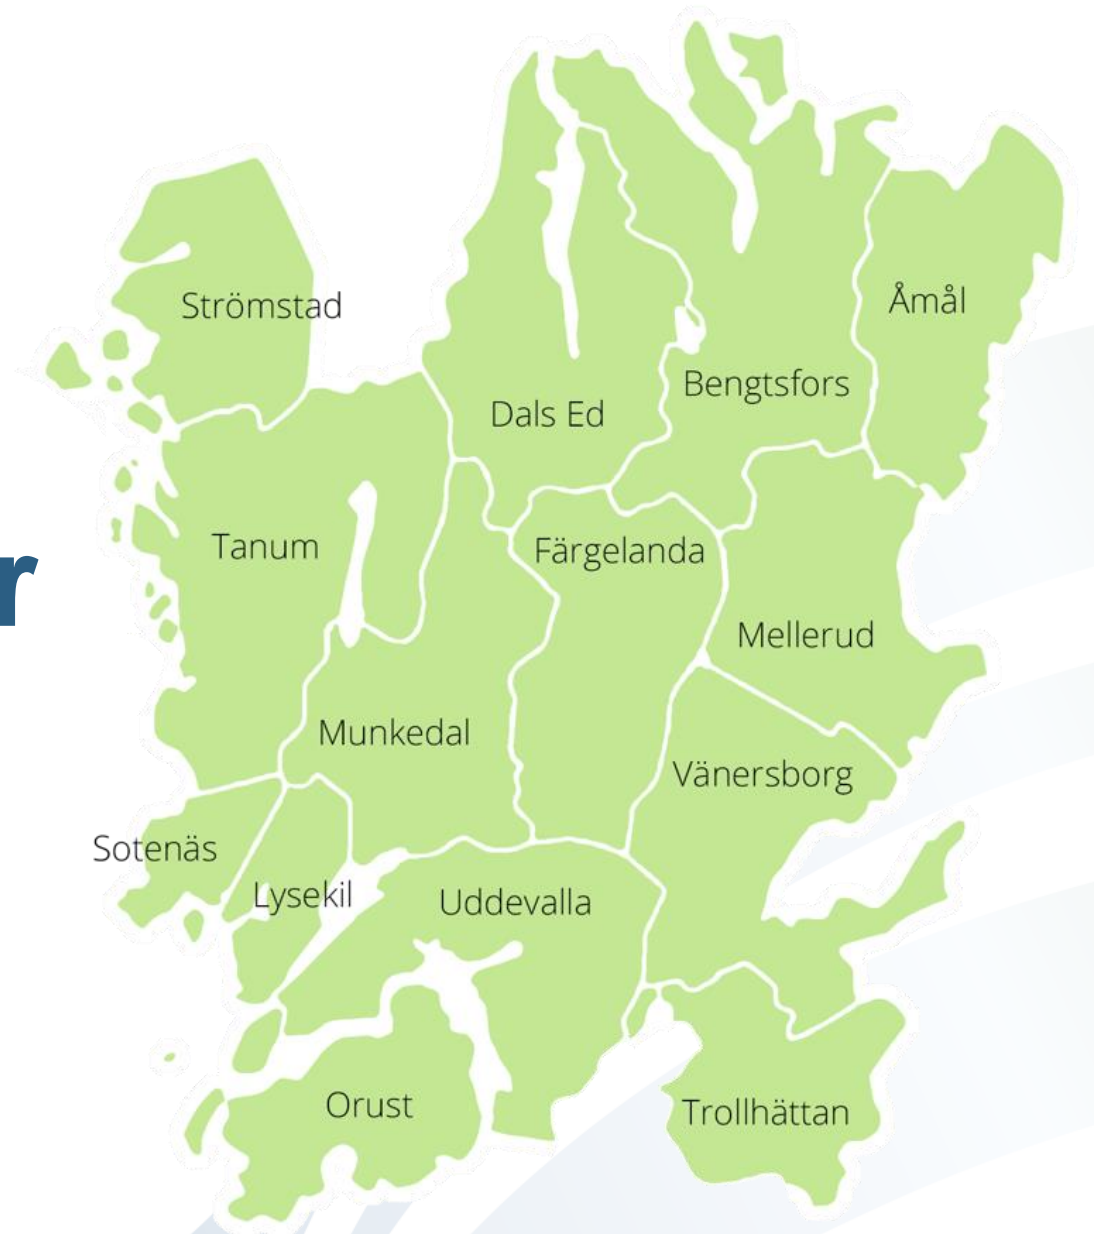 Strömstad
Åmål
Bengtsfors
Dals Ed
Tanum
Färgelanda
Mellerud
Munkedal
Vänersborg
Sotenäs
Lysekil
Uddevalla
Orust
Trollhättan
r